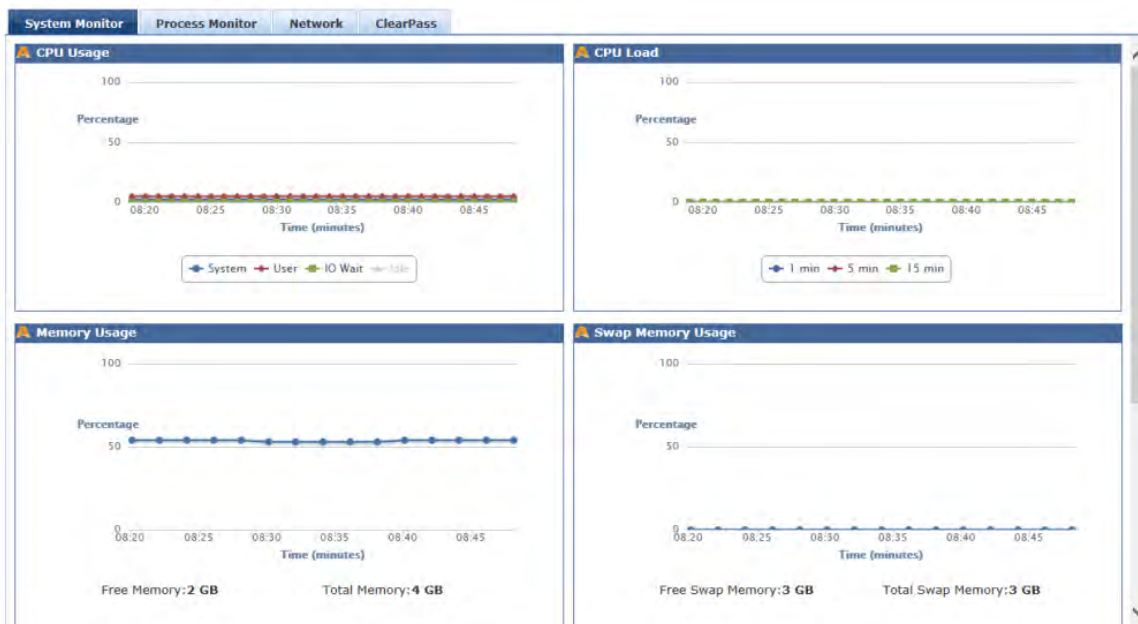 System Monitor Process Monitor Network ClearPass
CPU Usage
100
Percentage
50
0
08:20 08:25 08:30 08:35 08:40 08:45
Time (minutes)
System User IO Wait Idle
CPU Load
100
Percentage
50
0
08:20 08:25 08:30 08:35 08:40 08:45
Time (minutes)
1 min 5 min 15 min
Memory Usage
100
Percentage
50
0
08:20 08:25 08:30 08:35 08:40 08:45
Time (minutes)
Free Memory:2 GB Total Memory:4 GB
Swap Memory Usage
100
Percentage
50
0
08:20 08:25 08:30 08:35 08:40 08:45
Time (minutes)
Free Swap Memory:3 GB Total Swap Memory:3 GB